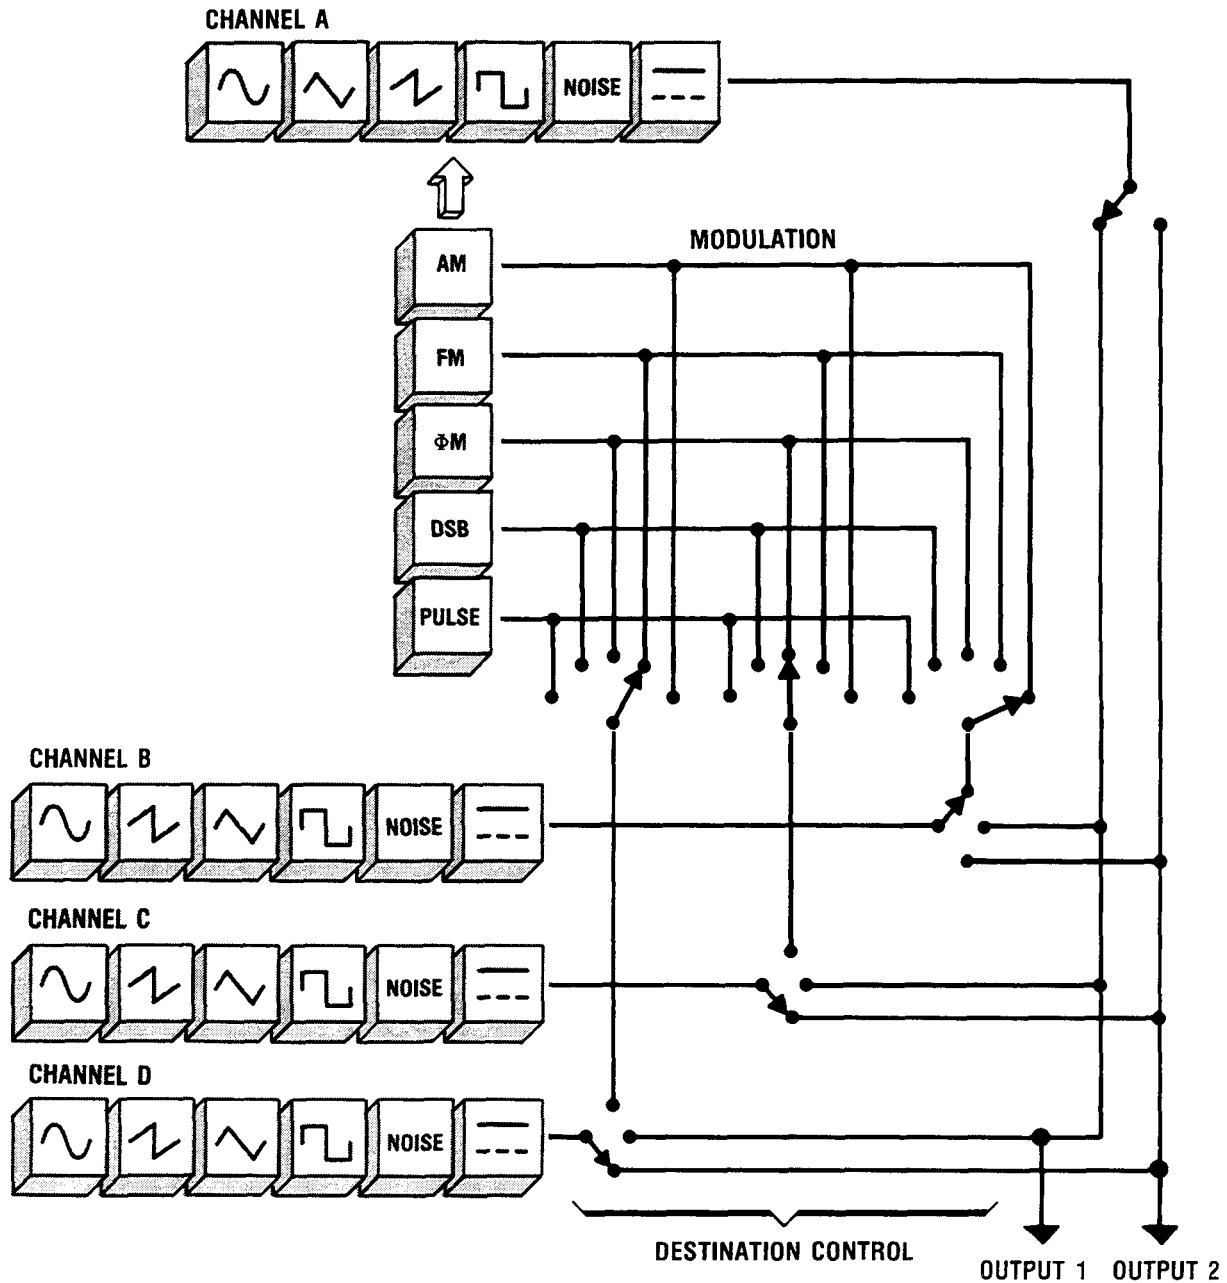 CHANNEL A
NOISE
MODULATION
AM
FM
ΦM
DSB
PULSE
CHANNEL B
NOISE
CHANNEL C
NOISE
CHANNEL D
NOISE
DESTINATION CONTROL
OUTPUT 1 OUTPUT 2